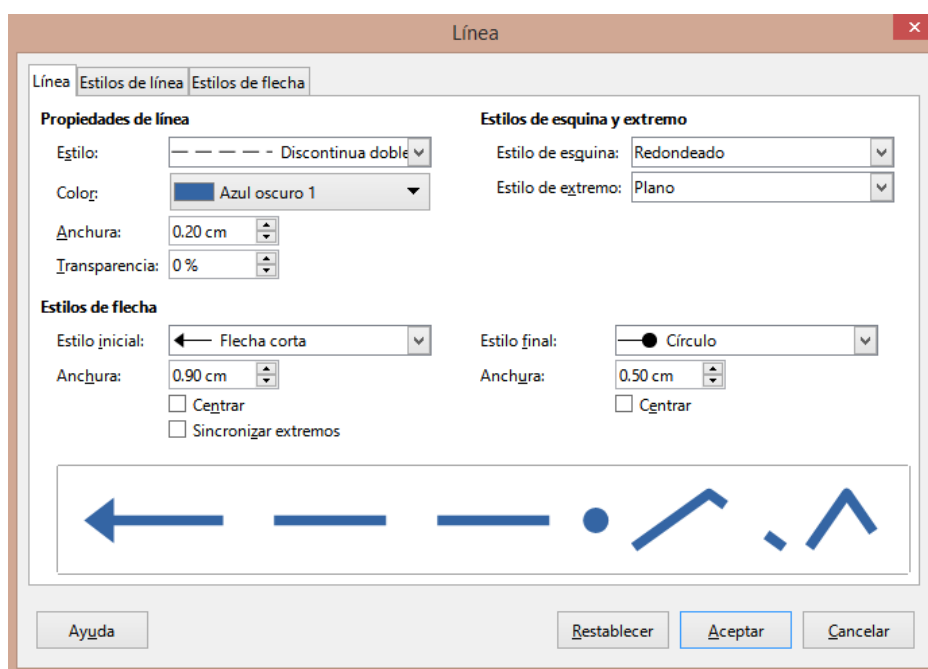 Línea
Línea Estilos de línea Estilos de flecha
Propiedades de línea
Estilo: Discontinua doble
Color: Azul oscuro 1
Anchura: 0.20 cm
Transparencia: 0 %
Estilos de esquina y extremo
Estilo de esquina: Redondeado
Estilo de extremo: Plano
Estilos de flecha
Estilo inicial: Flecha corta
Anchura: 0.90 cm
Centrar
Sincronizar extremos
Estilo final: Círculo
Anchura: 0.50 cm
Centrar
Ayuda Restablecer Aceptar Cancelar